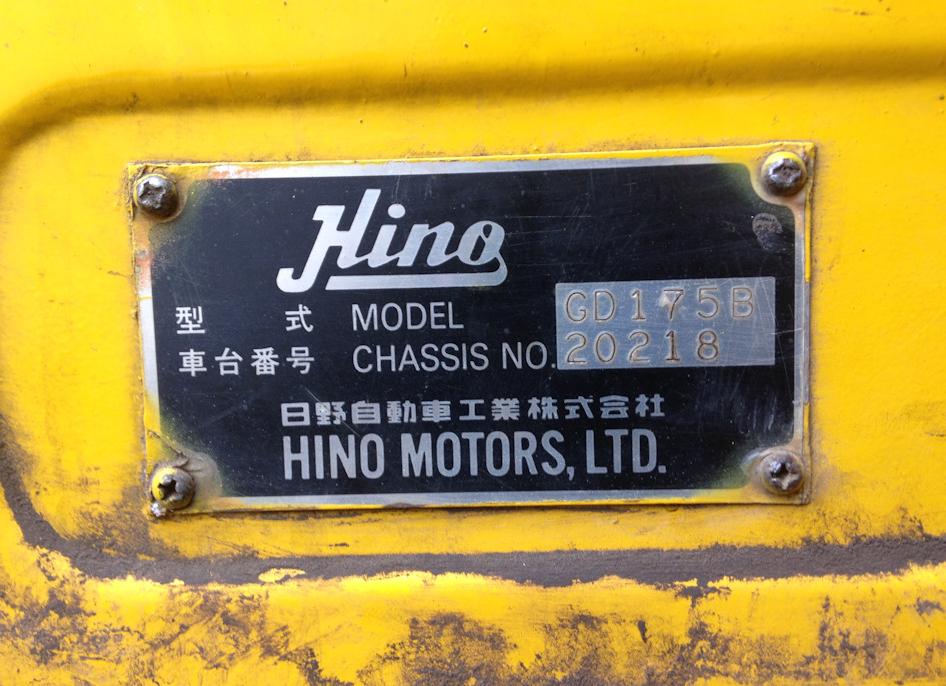 Hino
型 式 MODEL GD175B
車台番号 CHASSIS NO. 20218
日野自動車工業株式会社
HINO MOTORS, LTD.